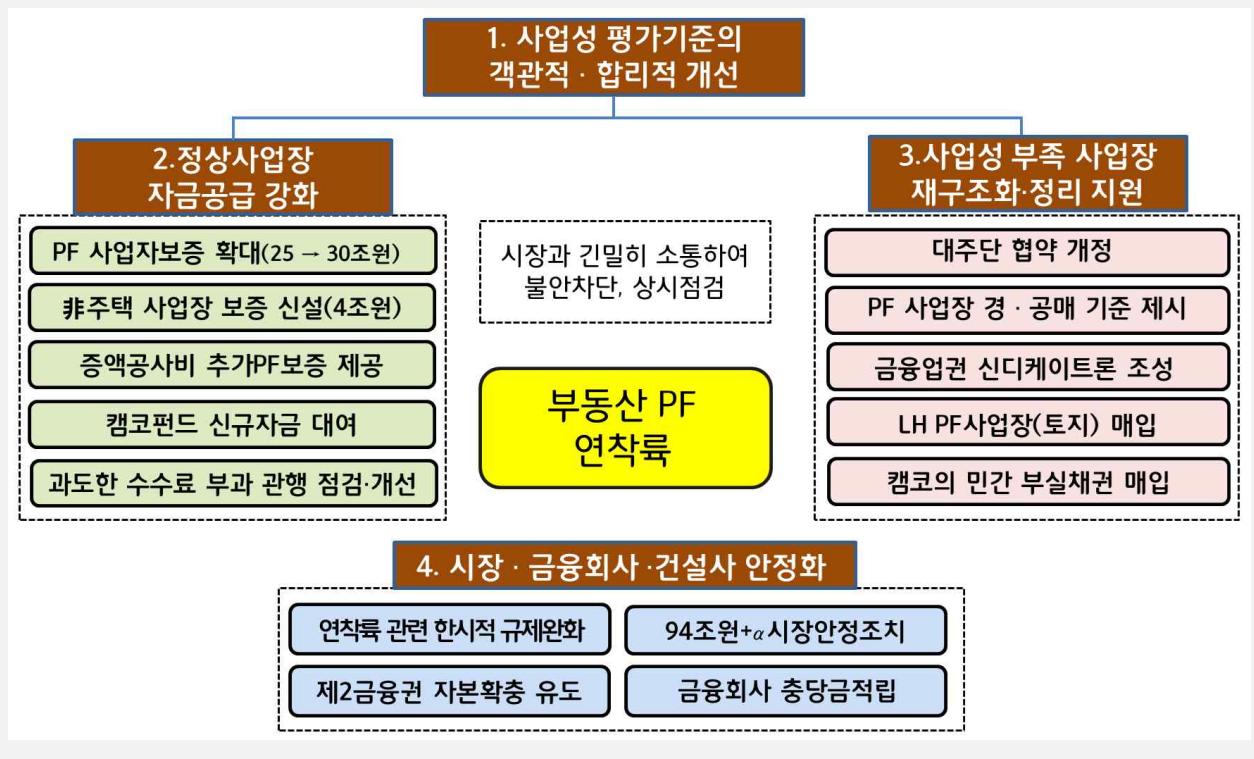 1. 사업성 평가기준의
객관적 · 합리적 개선
2.정상사업장
자금공급 강화
PF 사업자보증 확대(25 → 30조원)
非주택 사업장 보증 신설(4조원)
증액공사비 추가PF보증 제공
캠코펀드 신규자금 대여
과도한 수수료 부과 관행 점검·개선
시장과 긴밀히 소통하여
불안차단, 상시점검
부동산 PF
연착륙
3.사업성 부족 사업장
재구조화·정리 지원
대주단 협약 개정
PF 사업장 경 · 공매 기준 제시
금융업권 신디케이트론 조성
LH PF사업장(토지) 매입
캠코의 민간 부실채권 매입
4. 시장 · 금융회사 ·건설사 안정화
연착륙 관련 한시적 규제완화
94조원+α시장안정조치
제2금융권 자본확충 유도
금융회사 충당금적립